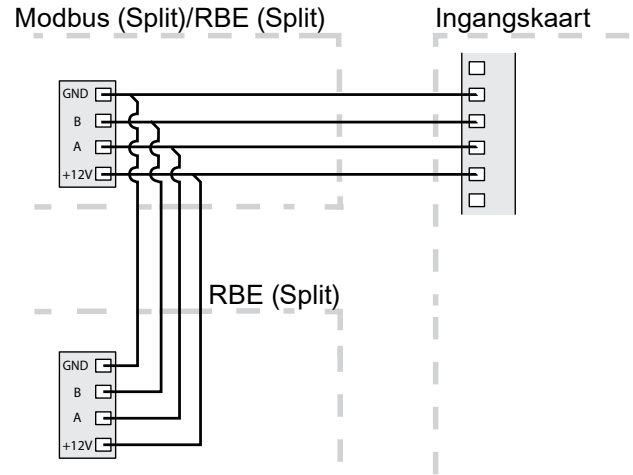 Modbus (Split)/RBE (Split)
Ingangskaart
GND
B
A
+12V
RBE (Split)
GND
B
A
+12V